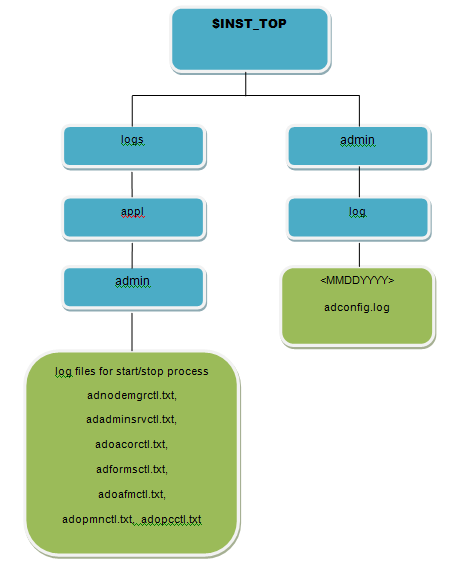 $INST_TOP
logs
admin
appl
log
admin
<MMDDYYYY>
adconfig.log
log files for start/stop process
adnodemgrctl.txt,
adadminsrvctl.txt,
adoacorctl.txt,
adformsctl.txt,
adoafmctl.txt,
adopmnctl.txt, adopcctl.txt